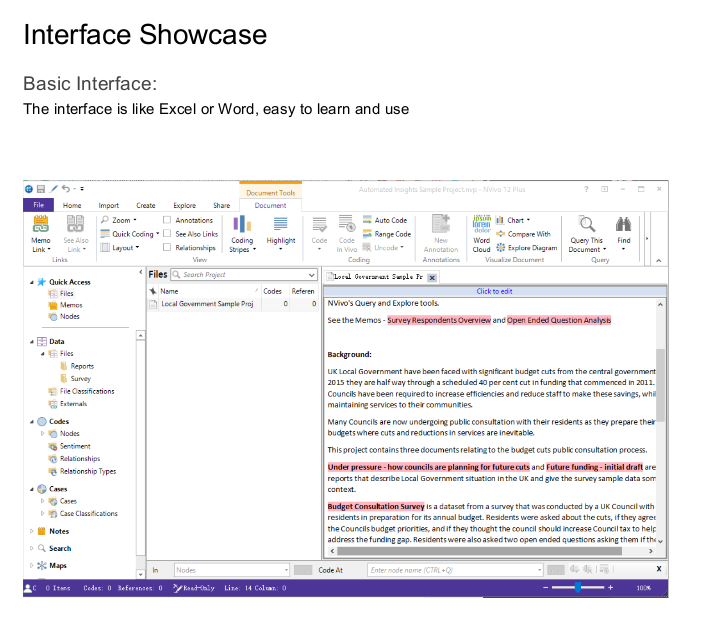 Interface Showcase
Basic Interface:
The interface is like Excel or Word, easy to learn and use
Automated Insights Sample Project.nvp - NVivo 12 Plus
Document Tools
File Home Import Create Explore Share Document
Memo Link
See Also Link
Links
Zoom
Quick Coding
Layout
Annotations
See Also Links
Relationships
View
Coding Stripes
Highlight
Code
Code In Vivo
Auto Code
Range Code
Uncode
Coding
New Annotation
Annotations
Word Cloud
Chart
Compare With
Explore Diagram
Visualize Document
Query This Document
Find
Query
Quick Access
Files
Memos
Nodes
Data
Files
Reports
Survey
File Classifications
Externals
Codes
Nodes
Sentiment
Relationships
Relationship Types
Cases
Cases
Case Classifications
Notes
Search
Maps
Files Search Project
Name Codes Referen
Local Government Sample Proj 0 0
Local Government Sample Pr
Click to edit
NVivo's Query and Explore tools.
See the Memos - Survey Respondents Overview and Open Ended Question Analysis
Background:
UK Local Government have been faced with significant budget cuts from the central government
2015 they are half way through a scheduled 40 per cent cut in funding that commenced in 2011.
Councils have been required to increase efficiencies and reduce staff to make these savings, whil
maintaining services to their communities.
Many Councils are now undergoing public consultation with their residents as they prepare their
budgets where cuts and reductions in services are inevitable.
This project contains three documents relating to the budget cuts public consultation process.
Under pressure - how councils are planning for future cuts and Future funding - initial draft are
reports that describe Local Government situation in the UK and give the survey sample data som
context.
Budget Consultation Survey is a dataset from a survey that was conducted by a UK Council with
residents in preparation for its annual budget. Residents were asked about the cuts, if they agree
the Councils budget priorities, and if they thought the council should increase Council tax to help
address the funding gap. Residents were also asked two open ended questions asking them if the
In Nodes Code At Enter node name (CTRL+Q) X
C 0 Items Codes: 0 References: 0 Read-Only Line: 14 Column: 0 100%